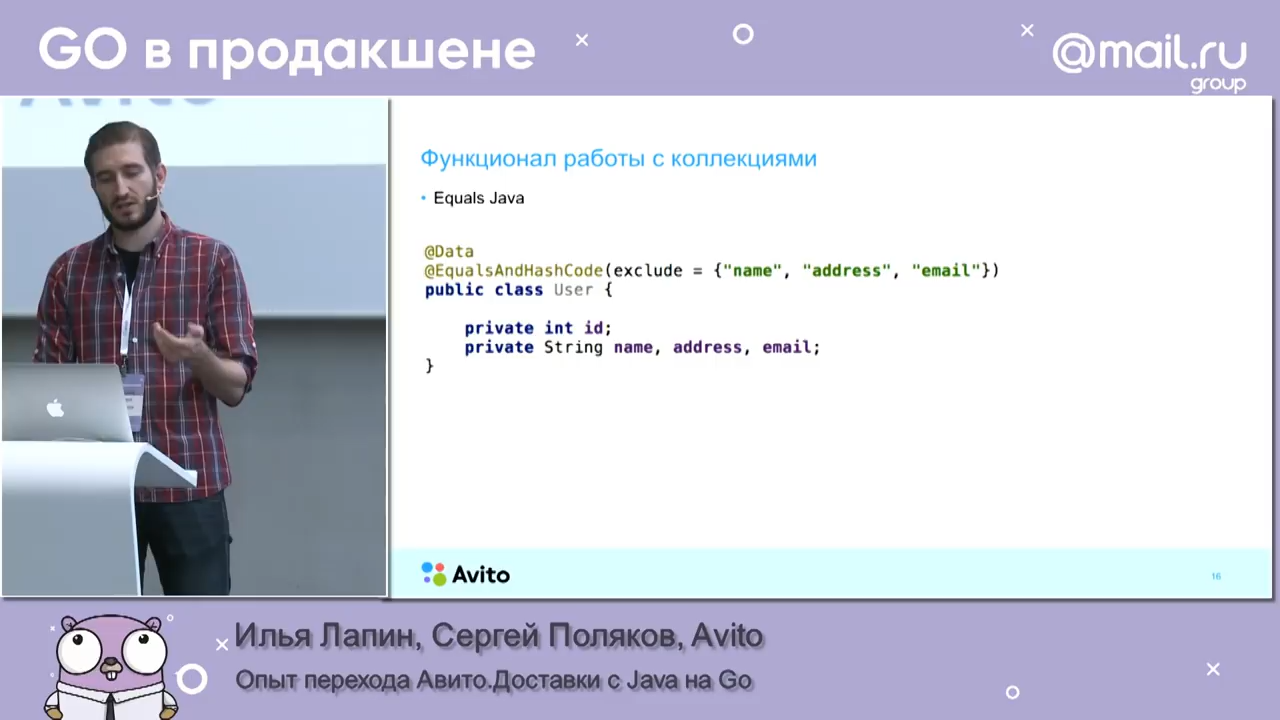 GO в продакшене
@mail.ru
group
Функционал работы с коллекциями
• Equals Java
@Data
@EqualsAndHashCode(exclude = {"name", "address", "email"})
public class User {
private int id;
private String name, address, email;
}
Avito
16
Илья Лапин, Сергей Поляков, Avito
Опыт перехода Авито.Доставки с Java на Go